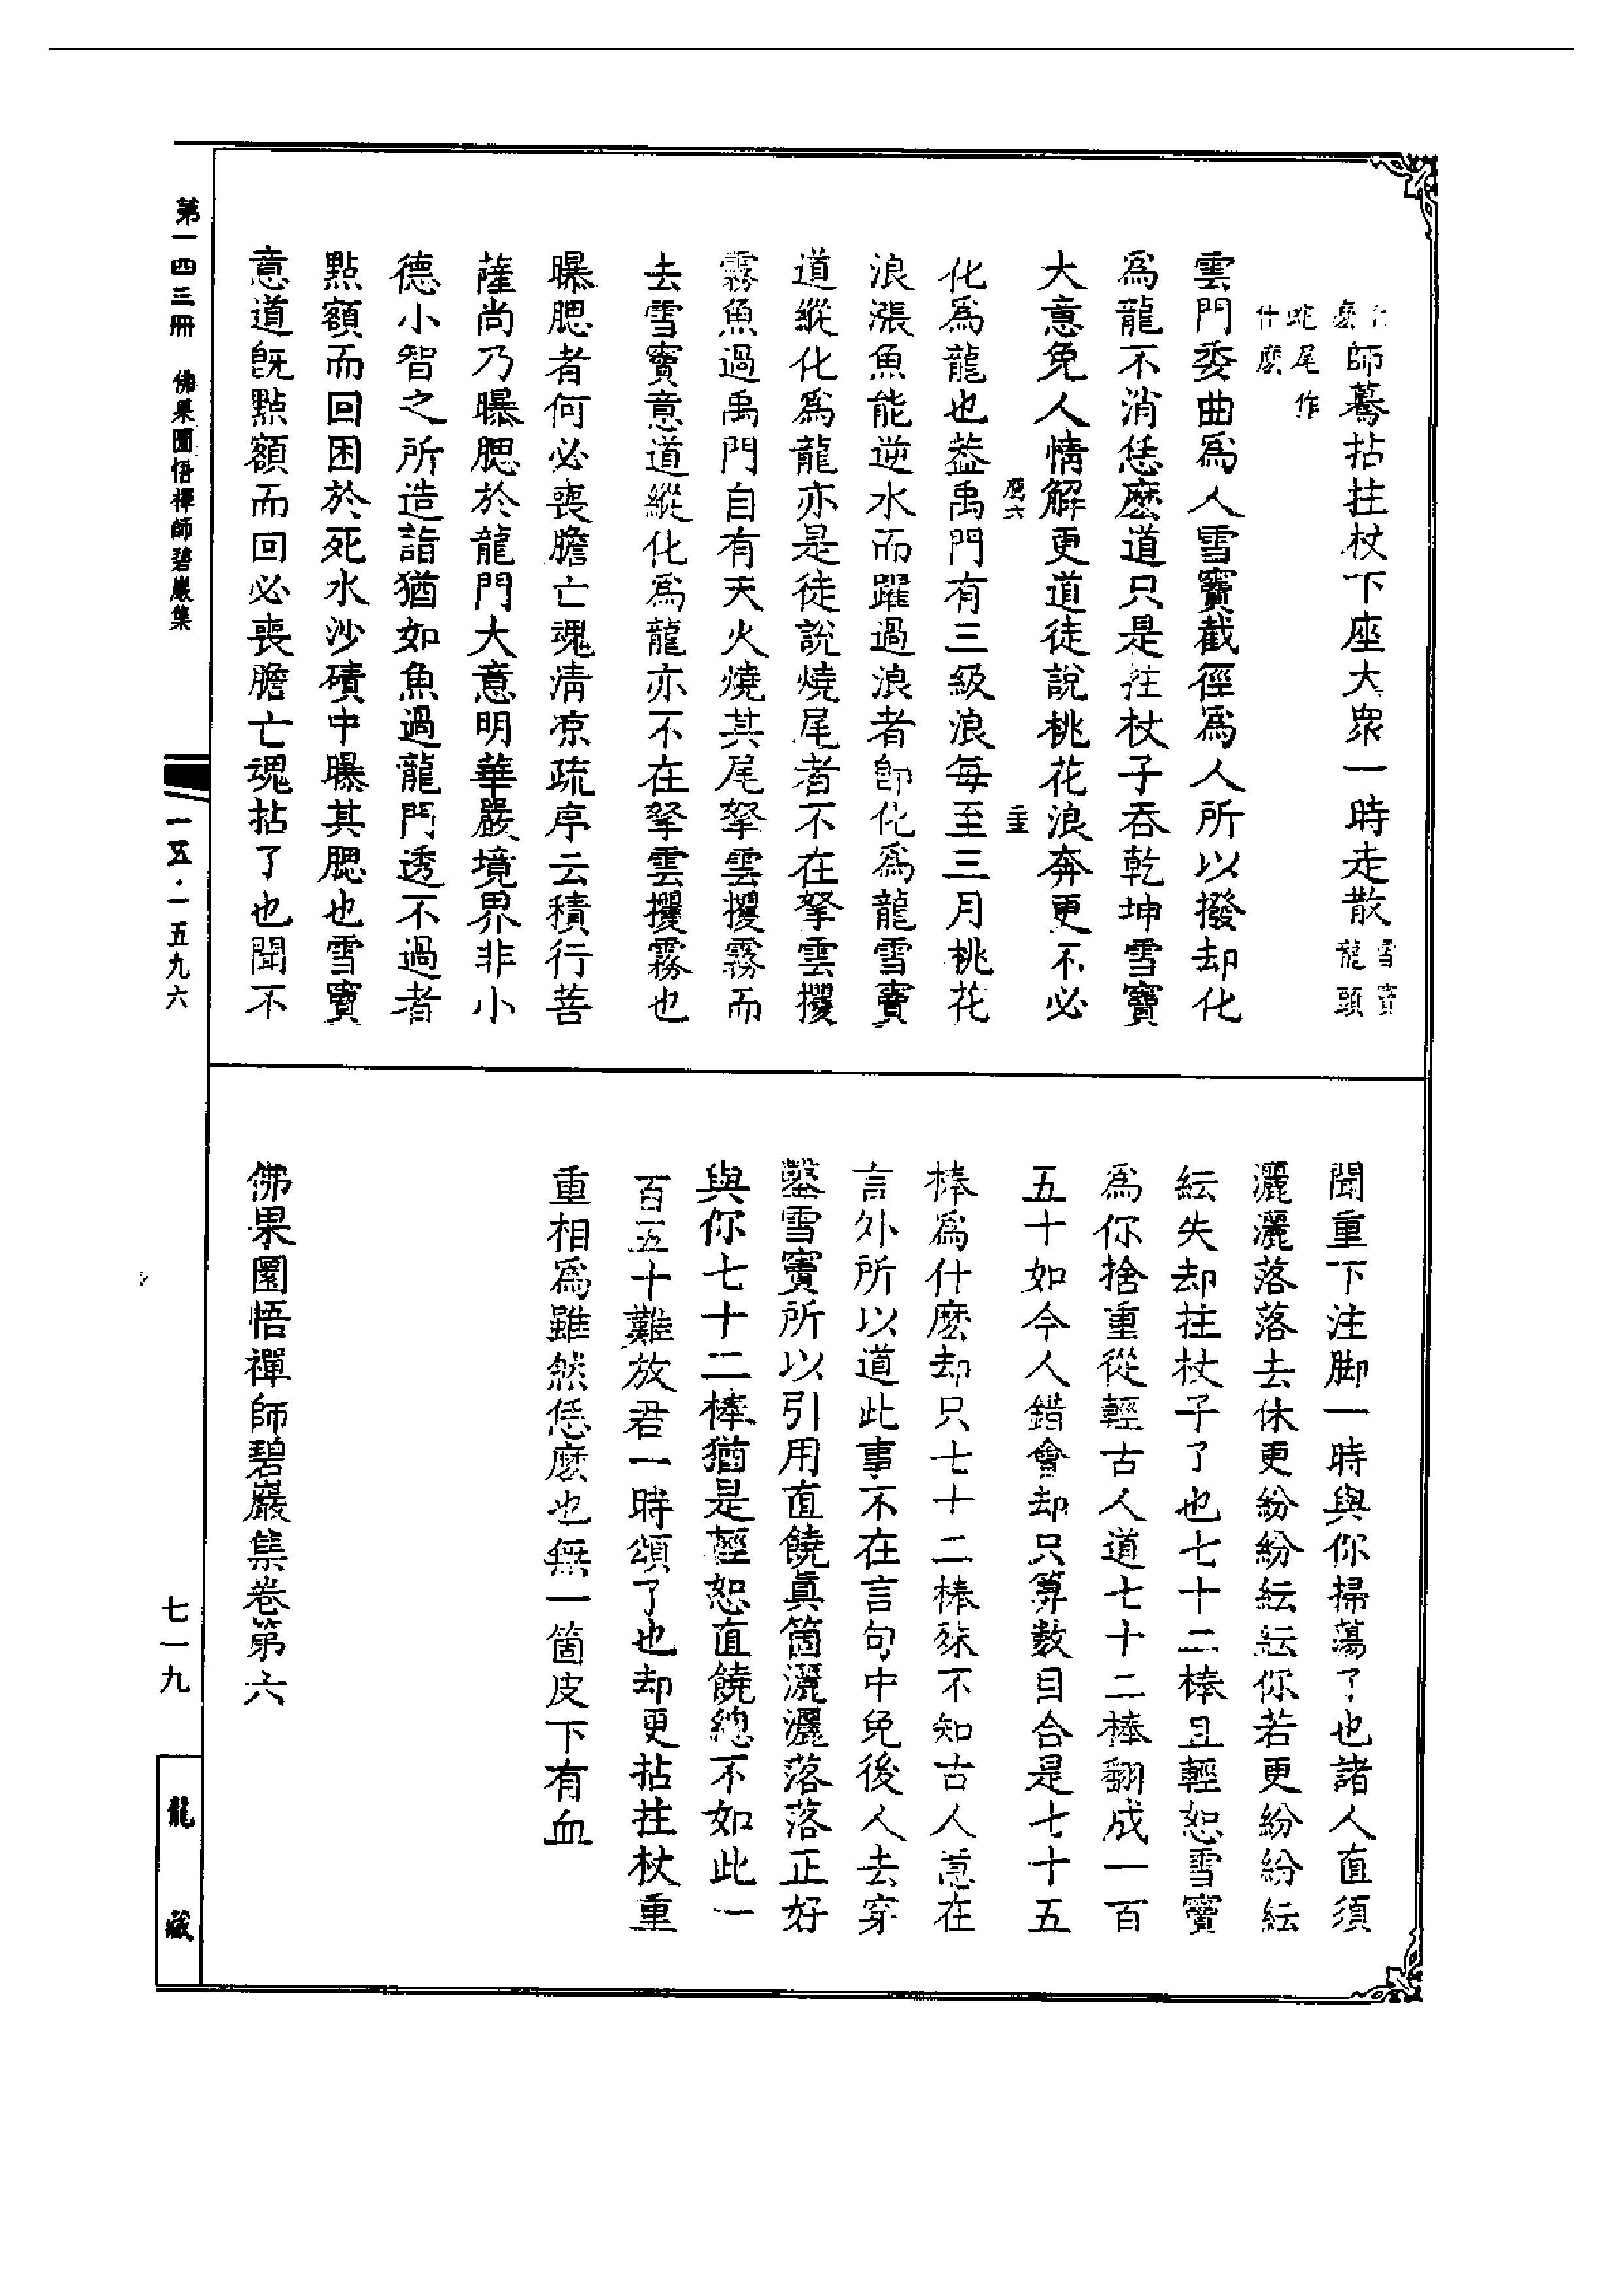 什麽師驀拈拄杖下座大衆一時走散雪竇龍頭
蛇尾作什麽
雲門委曲爲人雪竇截徑爲人所以撥却化
爲龍不消恁麽道只是拄杖子吞乾坤雪竇
大意免人情解更道徒說桃花浪奔更不必
化爲龍也葢禹門有三級浪每至三月桃花
浪漲魚能逆水而躍過浪者卽化爲龍雪竇
道縱化爲龍亦是徒說燒尾者不在拏雲攫
霧魚過禹門自有天火燒其尾拏雲攫霧而
去雪竇意道縱化爲龍亦不在拏雲攫霧也
曝腮者何必喪膽亡魂淸凉疏序云積行菩
薩尚乃曝腮於龍門大意明華嚴境界非小
德小智之所造詣猶如魚過龍門透不過者
點額而回困於死水沙磧中曝其腮也雪竇
意道旣點額而回必喪膽亡魂拈了也聞不
聞重下注脚一時與你掃蕩了也諸人直須
灑灑落落去休更紛紛紜紜你若更紛紛紜
紜失却拄杖子了也七十二棒且輕恕雪竇
爲你捨重從輕古人道七十二棒翻成一百
五十如今人錯會却只算數目合是七十五
棒爲什麽却只七十二棒殊不知古人意在
言外所以道此事不在言句中免後人去穿
鑿雪竇所以引用直饒眞箇灑灑落落正好
與你七十二棒猶是輕恕直饒總不如此一
百五十難放君一時頌了也却更拈拄杖重
重相爲雖然恁麽也無一箇皮下有血
佛果圜悟禪師碧巖集卷第六
第一四三冊 佛果圜悟禪師碧巖集
一五·一五九六
七一九
龍藏